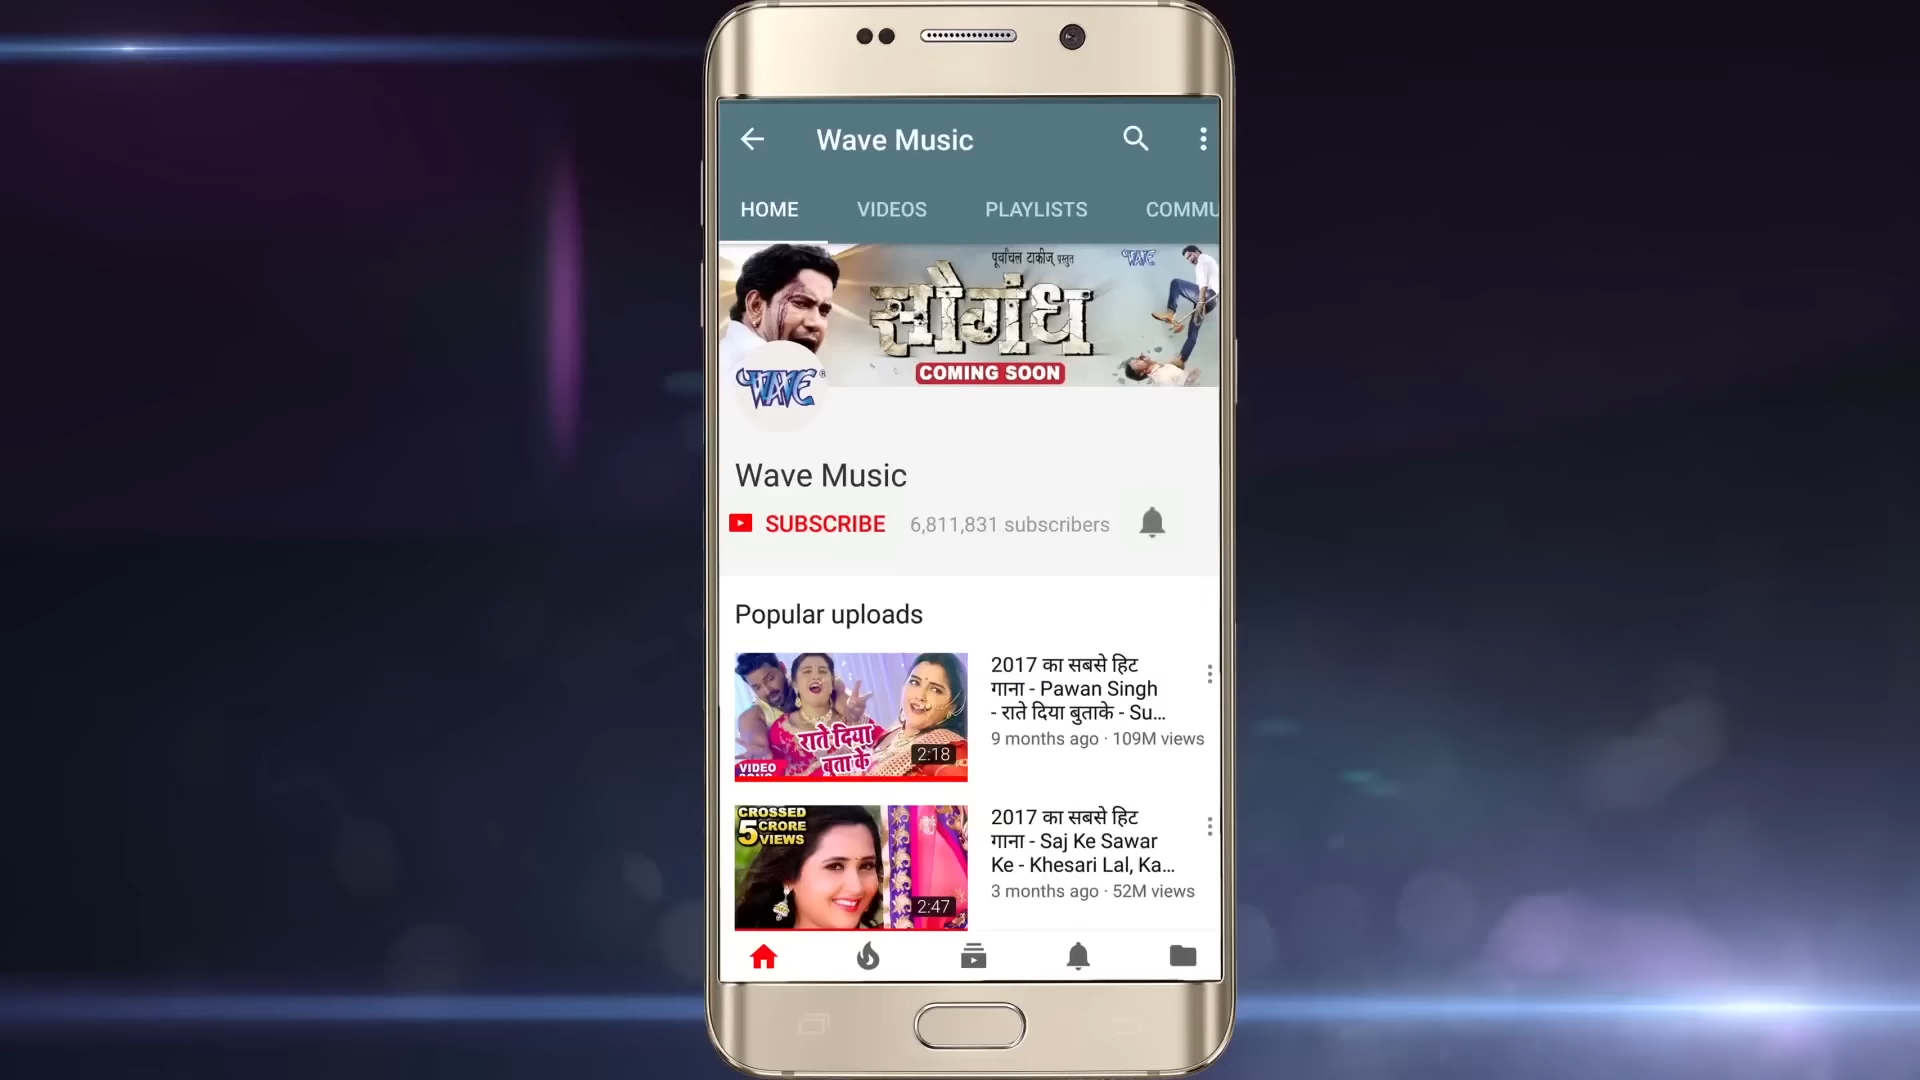 Wave Music
HOME VIDEOS PLAYLISTS COMMU
पूर्वांचल टाकीज् प्रस्तुत
WAVE
सौगंध
COMING SOON
WAVE®
Wave Music
SUBSCRIBE 6,811,831 subscribers
Popular uploads
राते दिया
बुता के
VIDEO
SONG
2:18
2017 का सबसे हिट
गाना - Pawan Singh
- राते दिया बुताके - Su...
9 months ago · 109M views
CROSSED
5 CRORE
VIEWS
2:47
2017 का सबसे हिट
गाना - Saj Ke Sawar
Ke - Khesari Lal, Ka...
3 months ago · 52M views